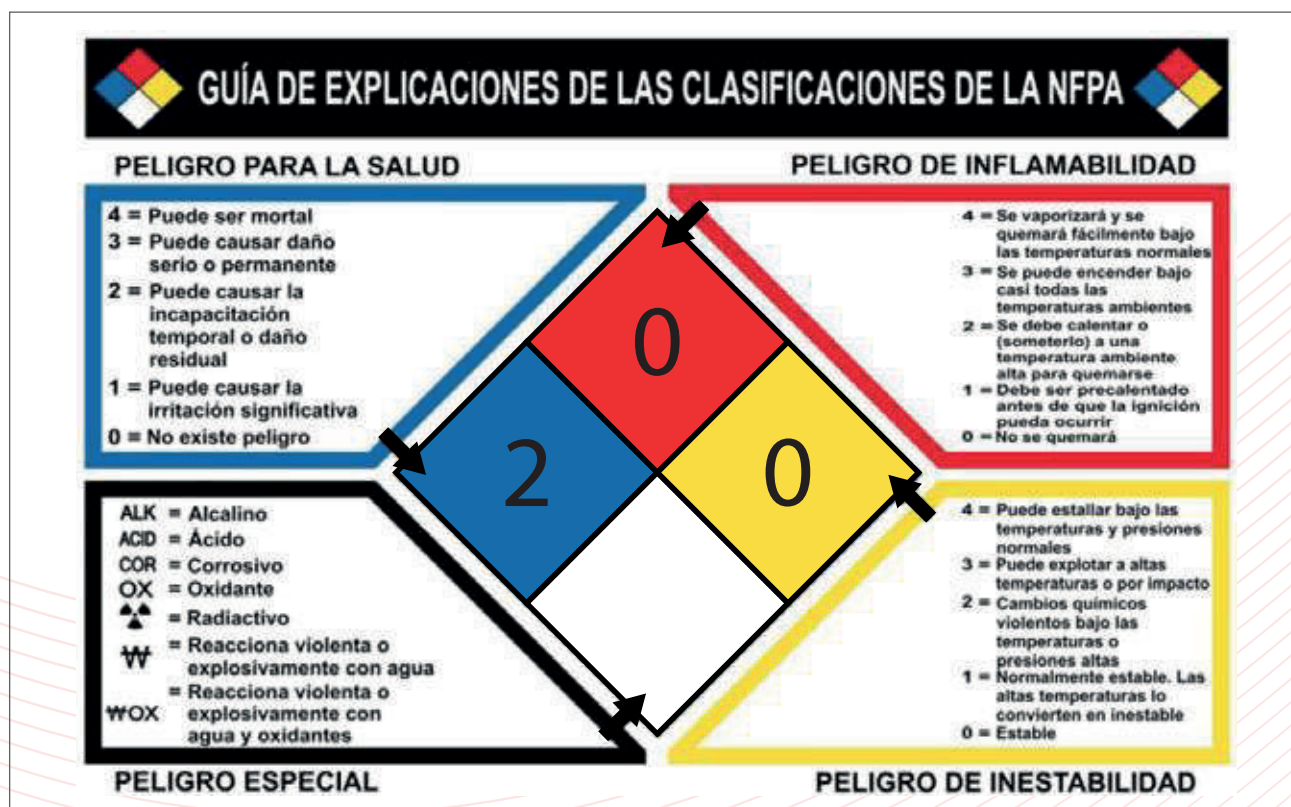 GUÍA DE EXPLICACIONES DE LAS CLASIFICACIONES DE LA NFPA
PELIGRO PARA LA SALUD
4 = Puede ser mortal
3 = Puede causar daño
serio o permanente
2 = Puede causar la
incapacitación
temporal o daño
residual
1 = Puede causar la
irritación significativa
0 = No existe peligro
PELIGRO DE INFLAMABILIDAD
4 = Se vaporizará y se
quemará fácilmente bajo
las temperaturas normales
3 = Se puede encender bajo
casi todas las
temperaturas ambientes
2 = Se debe calentar o
(someterlo) a una
temperatura ambiente
alta para quemarse
1 = Debe ser precalentado
antes de que la ignición
pueda ocurrir
0 = No se quemará
0
2
0
ALK = Alcalino
ACID = Ácido
COR = Corrosivo
OX = Oxidante
= Radiactivo
W = Reacciona violenta o
explosivamente con agua
= Reacciona violenta o
WOX explosivamente con
agua y oxidantes
PELIGRO ESPECIAL
4 = Puede estallar bajo las
temperaturas y presiones
normales
3 = Puede explotar a altas
temperaturas o por impacto
2 = Cambios químicos
violentos bajo las
temperaturas o
presiones altas
1 = Normalmente estable. Las
altas temperaturas lo
convierten en inestable
0 = Estable
PELIGRO DE INESTABILIDAD